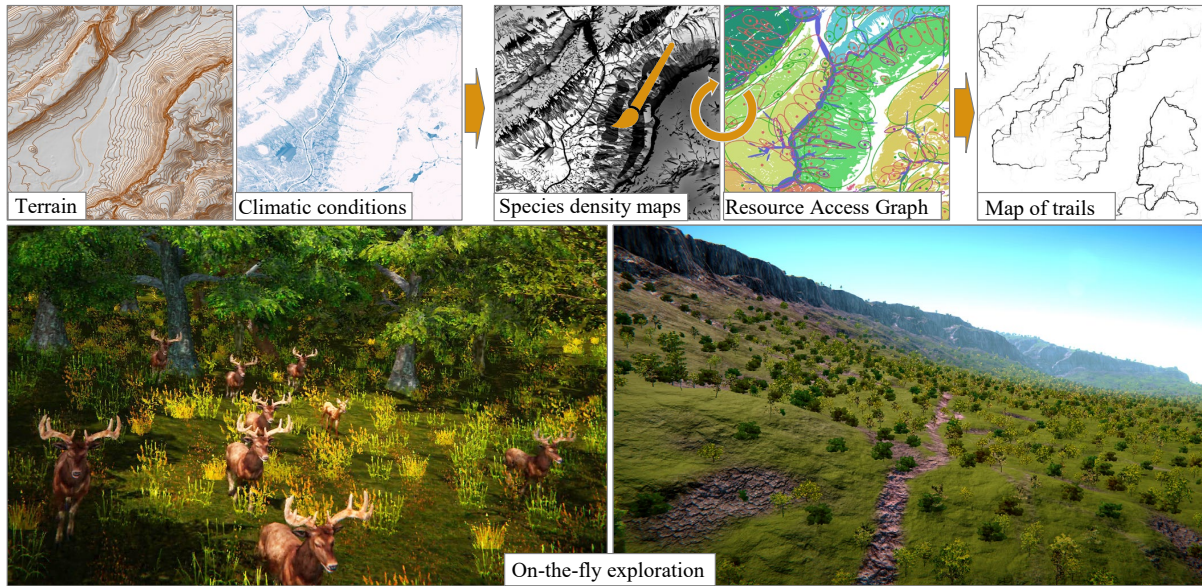 Terrain
Climatic conditions
Species density maps
Resource Access Graph
Map of trails
On-the-fly exploration